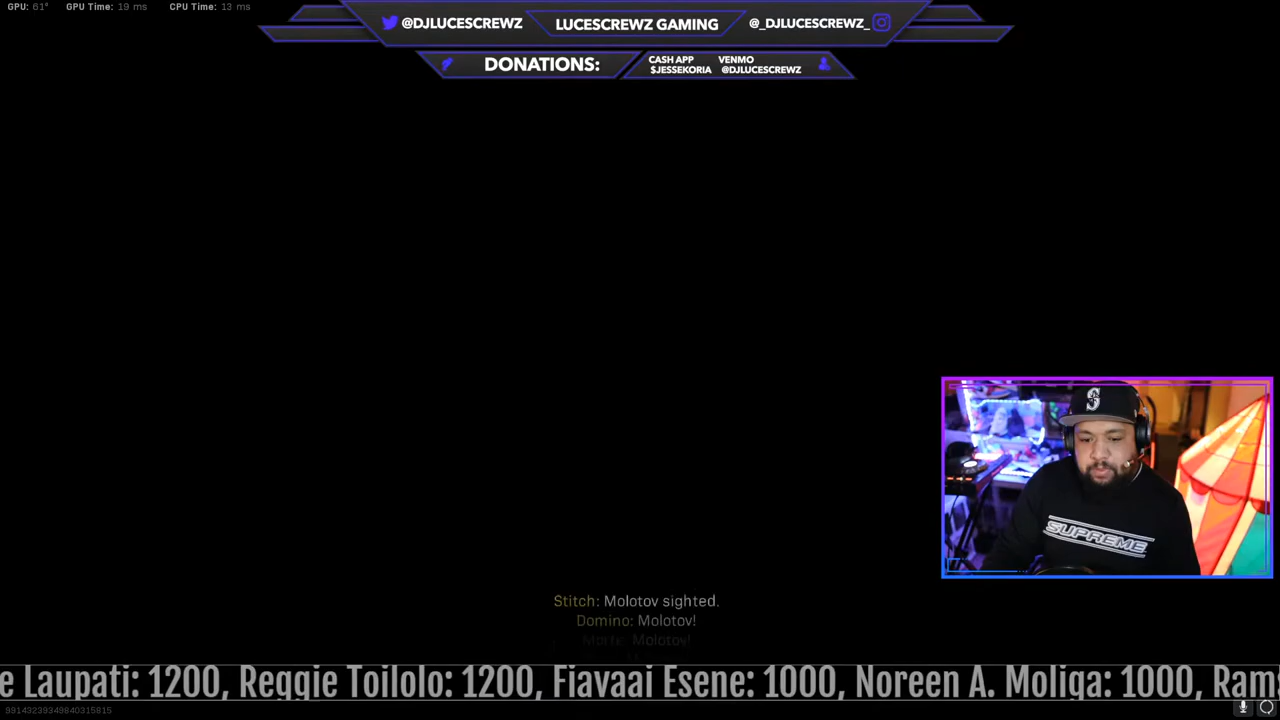 GPU: 61° GPU Time: 19 ms CPU Time: 13 ms
@DJLUCESCREWZ LUCESCREWZ GAMING @_DJLUCESCREWZ_
DONATIONS:
CASH APP VENMO
$JESSEKORIA @DJLUCESCREWZ
S
SUPREME
Stitch: Molotov sighted.
Domino: Molotov!
Morte: Molotov!
e Laupati: 1200, Reggie Toilolo: 1200, Fiavaai Esene: 1000, Noreen A. Moliga: 1000, Rams